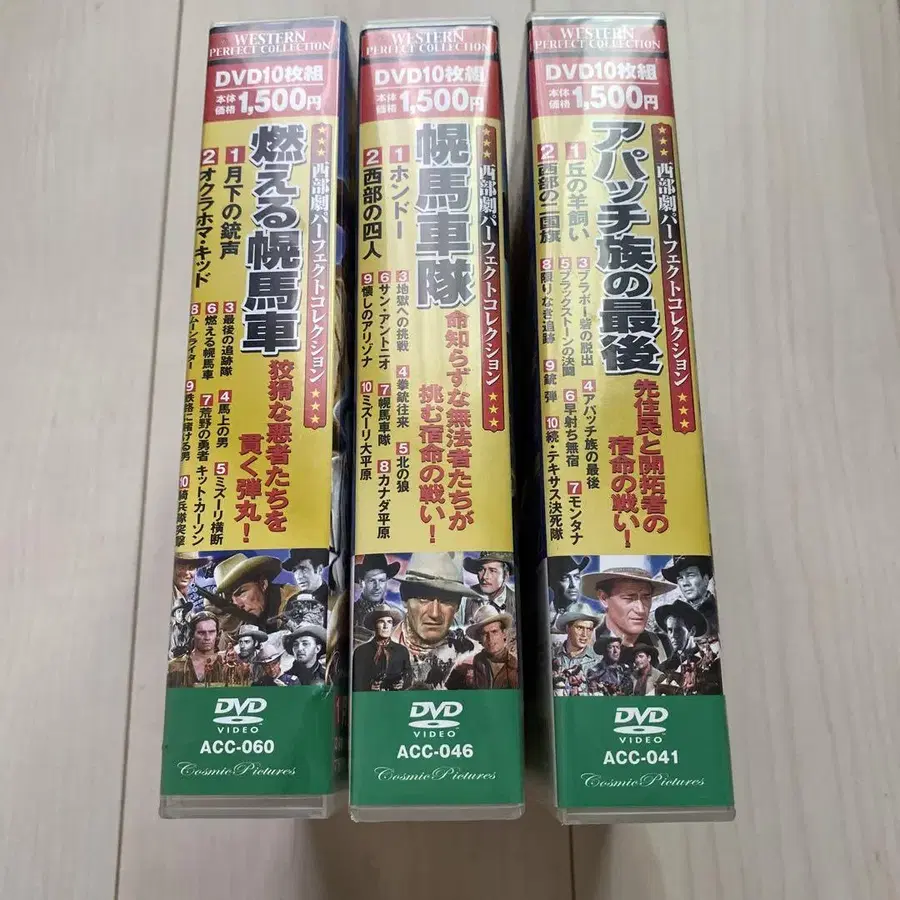 WESTERN
PERFECT COLLECTION
DVD10枚組
本体価格 1,500円
★★★ 西部劇パーフェクトコレクション ★★★
燃える幌馬車
狡猾な悪者たちを
貫く弾丸!
1 月下の銃声
2 オクラホマ・キッド
3 最後の追跡隊
4 馬上の男
5 ミズーリ横断
6 燃える幌馬車
7 荒野の勇者 キット・カーソン
8 ムーンライター
9 鉄路に賭ける男
10 騎兵隊突撃
DVD
VIDEO
ACC-060
Cosmic Pictures
WESTERN
PERFECT COLLECTION
DVD10枚組
本体価格 1,500円
★★★ 西部劇パーフェクトコレクション ★★★
幌馬車隊
命知らずな無法者たちが
挑む宿命の戦い!
1 ホンドー
2 西部の四人
3 地獄への挑戦
4 拳銃往来
5 北の狼
6 サン・アントニオ
7 幌馬車隊
8 カナダ平原
9 懐しのアリゾナ
10 ミズーリ大平原
DVD
VIDEO
ACC-046
Cosmic Pictures
WESTERN
PERFECT COLLECTION
DVD10枚組
本体価格 1,500円
★★★ 西部劇パーフェクトコレクション ★★★
アパッチ族の最後
先住民と開拓者の
宿命の戦い!
1 丘の羊飼い
2 西部の二国旗
3 ブラボー砦の脱出
4 アパッチ族の最後
5 ブラックストーンの決闘
6 早射ち無宿
7 モンタナ
8 限りなき追跡
9 銃弾
10 続・テキサス決死隊
DVD
VIDEO
ACC-041
Cosmic Pictures